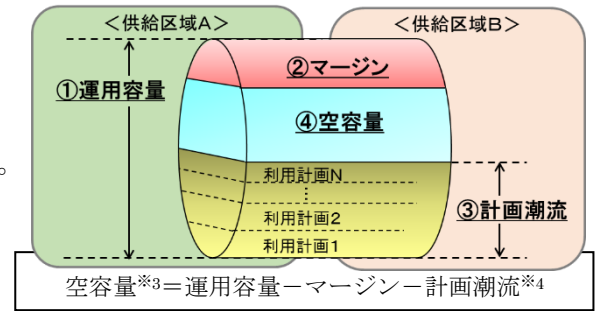 <供給区域A>
<供給区域B>
②マージン
①運用容量
④空容量
。
利用計画N
⋮
利用計画2
③計画潮流
利用計画1
空容量※3=運用容量-マージン-計画潮流※4